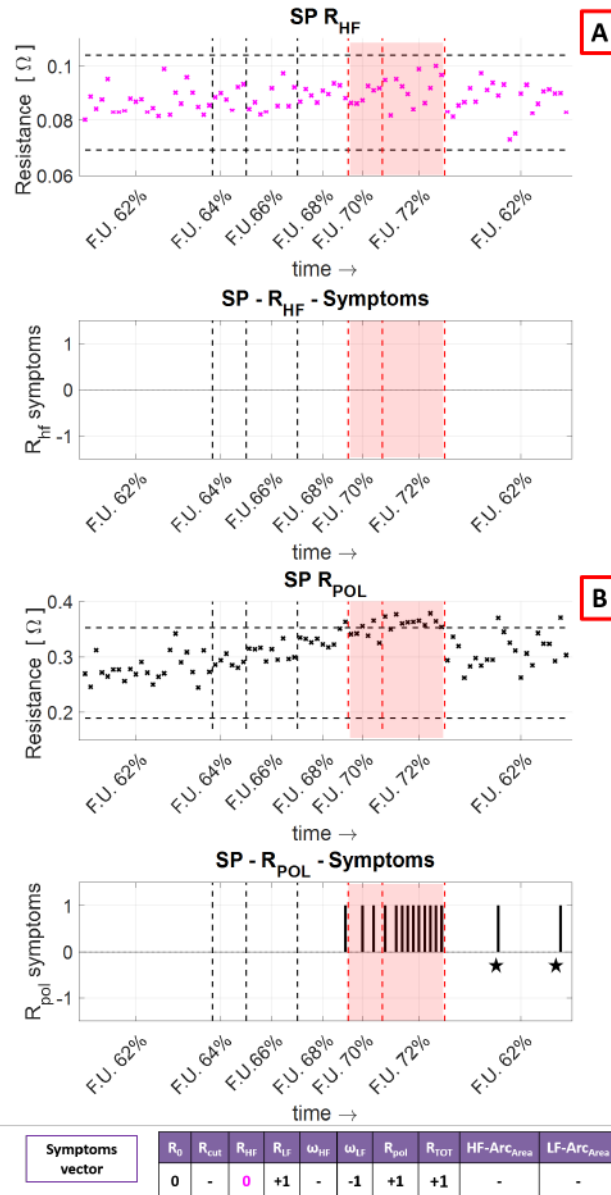 SP R_HF
A
Resistance [ Ω ]
0.1
0.08
0.06
F.U. 62% F.U. 64% F.U. 66% F.U. 68% F.U. 70% F.U. 72% F.U. 62%
time →
SP - R_HF - Symptoms
R_hf symptoms
1
0
-1
F.U. 62% F.U. 64% F.U. 66% F.U. 68% F.U. 70% F.U. 72% F.U. 62%
time →
SP R_POL
B
Resistance [ Ω ]
0.4
0.3
0.2
F.U. 62% F.U. 64% F.U. 66% F.U. 68% F.U. 70% F.U. 72% F.U. 62%
time →
SP - R_POL - Symptoms
R_pol symptoms
1
0
-1
F.U. 62% F.U. 64% F.U. 66% F.U. 68% F.U. 70% F.U. 72% F.U. 62%
time →
Symptoms
vector
R_0 R_cut R_HF R_LF ω_HF ω_LF R_pol R_TOT HF-Arc_Area LF-Arc_Area
0 - 0 +1 - -1 +1 +1 - -